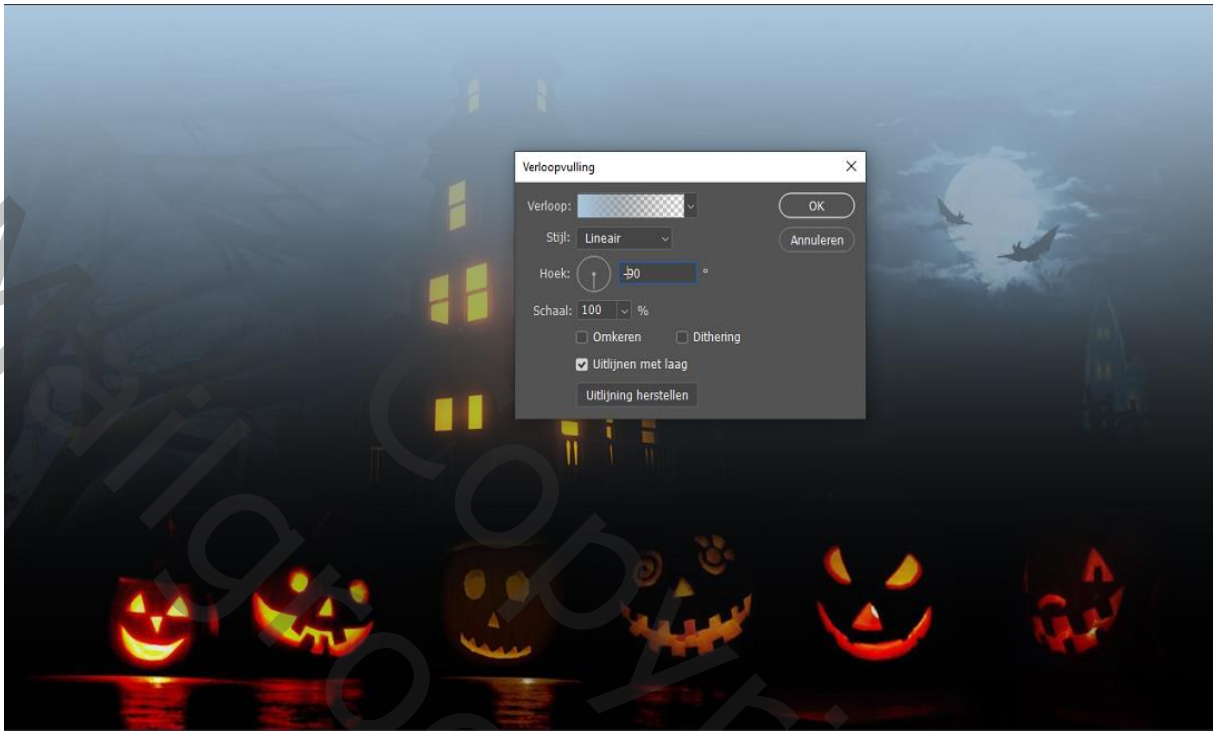 Verloopvulling
Verloop:
OK
Stijl: Lineair
Annuleren
Hoek: -90 °
Schaal: 100 %
Omkeren Dithering
Uitlijnen met laag
Uitlijning herstellen